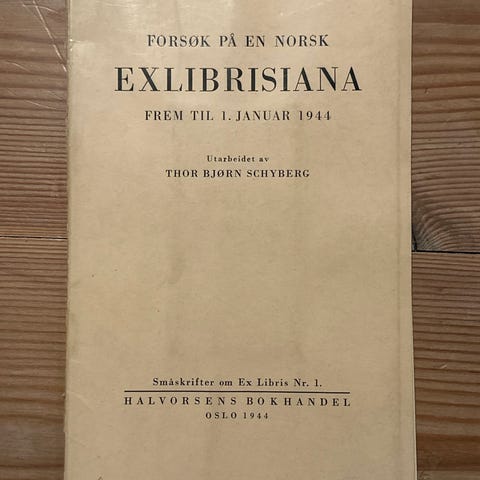 FORSØK PÅ EN NORSK
EXLIBRISIANA
FREM TIL 1. JANUAR 1944
Utarbeidet av
THOR BJØRN SCHYBERG
Småskrifter om Ex Libris Nr. 1.
HALVORSENS BOKHANDEL
OSLO 1944